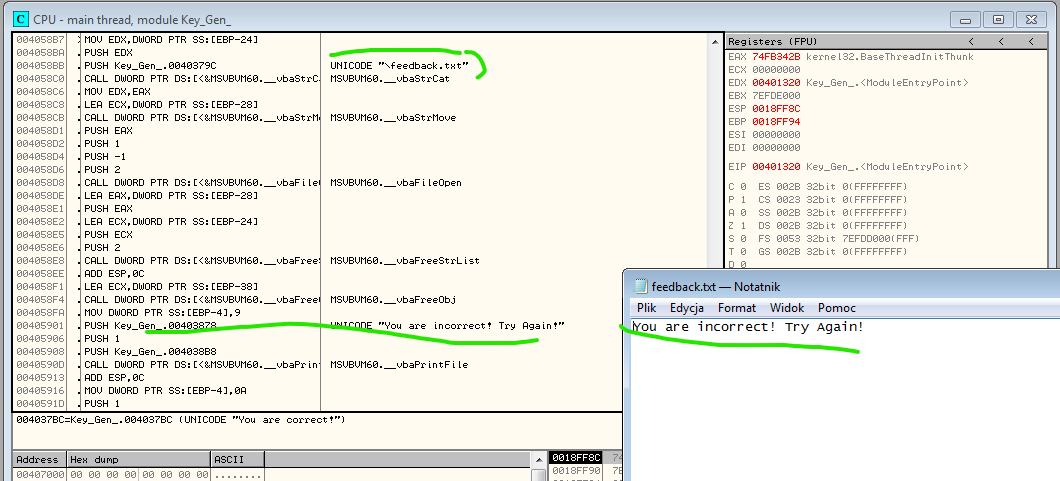 C CPU - main thread, module Key_Gen_
004058B7 > MOV EDX,DWORD PTR SS:[EBP-24]
004058BA . PUSH EDX
004058BB . PUSH Key_Gen_.0040379C UNICODE "\feedback.txt"
004058C0 . CALL DWORD PTR DS:[<&MSVBVM60.__vbaStrCa MSVBVM60.__vbaStrCat
004058C6 . MOV EDX,EAX
004058C8 . LEA ECX,DWORD PTR SS:[EBP-28]
004058CB . CALL DWORD PTR DS:[<&MSVBVM60.__vbaStrMo MSVBVM60.__vbaStrMove
004058D1 . PUSH EAX
004058D2 . PUSH 1
004058D4 . PUSH -1
004058D6 . PUSH 2
004058D8 . CALL DWORD PTR DS:[<&MSVBVM60.__vbaFileO MSVBVM60.__vbaFileOpen
004058DE . LEA EAX,DWORD PTR SS:[EBP-28]
004058E1 . PUSH EAX
004058E2 . LEA ECX,DWORD PTR SS:[EBP-24]
004058E5 . PUSH ECX
004058E6 . PUSH 2
004058E8 . CALL DWORD PTR DS:[<&MSVBVM60.__vbaFreeS MSVBVM60.__vbaFreeStrList
004058EE . ADD ESP,0C
004058F1 . LEA ECX,DWORD PTR SS:[EBP-38]
004058F4 . CALL DWORD PTR DS:[<&MSVBVM60.__vbaFreeO MSVBVM60.__vbaFreeObj
004058FA . MOV DWORD PTR SS:[EBP-4],9
00405901 . PUSH Key_Gen_.00403878 UNICODE "You are incorrect! Try Again!"
00405906 . PUSH 1
00405908 . PUSH Key_Gen_.004038B8
0040590D . CALL DWORD PTR DS:[<&MSVBVM60.__vbaPrin MSVBVM60.__vbaPrintFile
00405913 . ADD ESP,0C
00405916 . MOV DWORD PTR SS:[EBP-4],0A
0040591D . PUSH 1
004037BC=Key_Gen_.004037BC (UNICODE "You are correct!")
Address Hex dump ASCII
00407000 00 00 00 00 00 00 00 00 ........
0018FF8C
0018FF90
Registers (FPU) < < <
EAX 74FB342B kernel32.BaseThreadInitThunk
ECX 00000000
EDX 00401320 Key_Gen_.<ModuleEntryPoint>
EBX 7EFDE000
ESP 0018FF8C
EBP 0018FF94
ESI 00000000
EDI 00000000
EIP 00401320 Key_Gen_.<ModuleEntryPoint>
C 0 ES 002B 32bit 0(FFFFFFFF)
P 1 CS 0023 32bit 0(FFFFFFFF)
A 0 SS 002B 32bit 0(FFFFFFFF)
Z 1 DS 002B 32bit 0(FFFFFFFF)
S 0 FS 0053 32bit 7EFDD000(FFF)
T 0 GS 002B 32bit 0(FFFFFFFF)
D 0
feedback.txt — Notatnik
Plik Edycja Format Widok Pomoc
You are incorrect! Try Again!